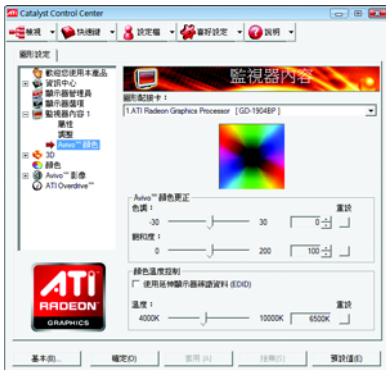 Catalyst Control Center
檢視 快速鍵 設定檔 喜好設定 說明
圖形設定
歡迎您使用本產品
資訊中心
顯示器管理員
顯示器選項
監視器內容 1
屬性
調整
Avivo™ 顏色
3D
顏色
Avivo™ 影像
ATI Overdrive™
監視器內容
圖形配接卡：
1.ATI Radeon Graphics Processor [ GD-1904BP ]
Avivo™ 顏色更正
色調： 重設
-30 30 0
飽和度：
0 200 100
顏色溫度控制
使用延伸顯示器辨識資料 (EDID)
溫度： 重設
4000K 10000K 6500K
ATI
RADEON
GRAPHICS
基本(B)... 確定(O) 套用 (A) 預設值(E)